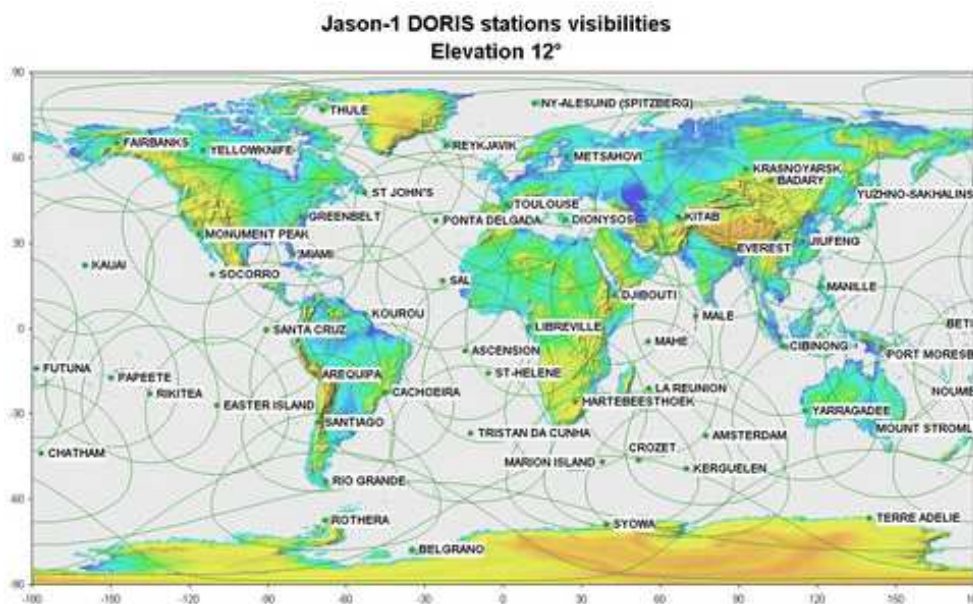 Jason-1 DORIS stations visibilities
Elevation 12°
90
THULE
NY-ALESUND (SPITZBERG)
FAIRBANKS
YELLOWKNIFE
REYKJAVIK
METSAHOVI
60
KRASNOYARSK
BADARY
ST JOHN'S
YUZHNO-SAKHALINS
TOULOUSE
GREENBELT
PONTA DELGADA
DIONYSOS
KITAB
MONUMENT PEAK
30
EVEREST
JIUFENG
MIAMI
KAUAI
SOCORRO
SAL
MANILLE
DJIBOUTI
KOUROU
MALE
BET
0
SANTA CRUZ
LIBREVILLE
MAHE
CIBINONG
ASCENSION
PORT MORESB
FUTUNA
PAPEETE
AREQUIPA
ST-HELENE
RIKITEA
CACHOEIRA
LA REUNION
NOUME
EASTER ISLAND
HARTEBEESTHOEK
-30
YARRAGADEE
SANTIAGO
TRISTAN DA CUNHA
AMSTERDAM
MOUNT STROML
CHATHAM
CROZET
MARION ISLAND
KERGUELEN
RIO GRANDE
-60
ROTHERA
SYOWA
TERRE ADELIE
BELGRANO
-90
-180 -150 -120 -90 -60 -30 0 30 60 90 120 150 180